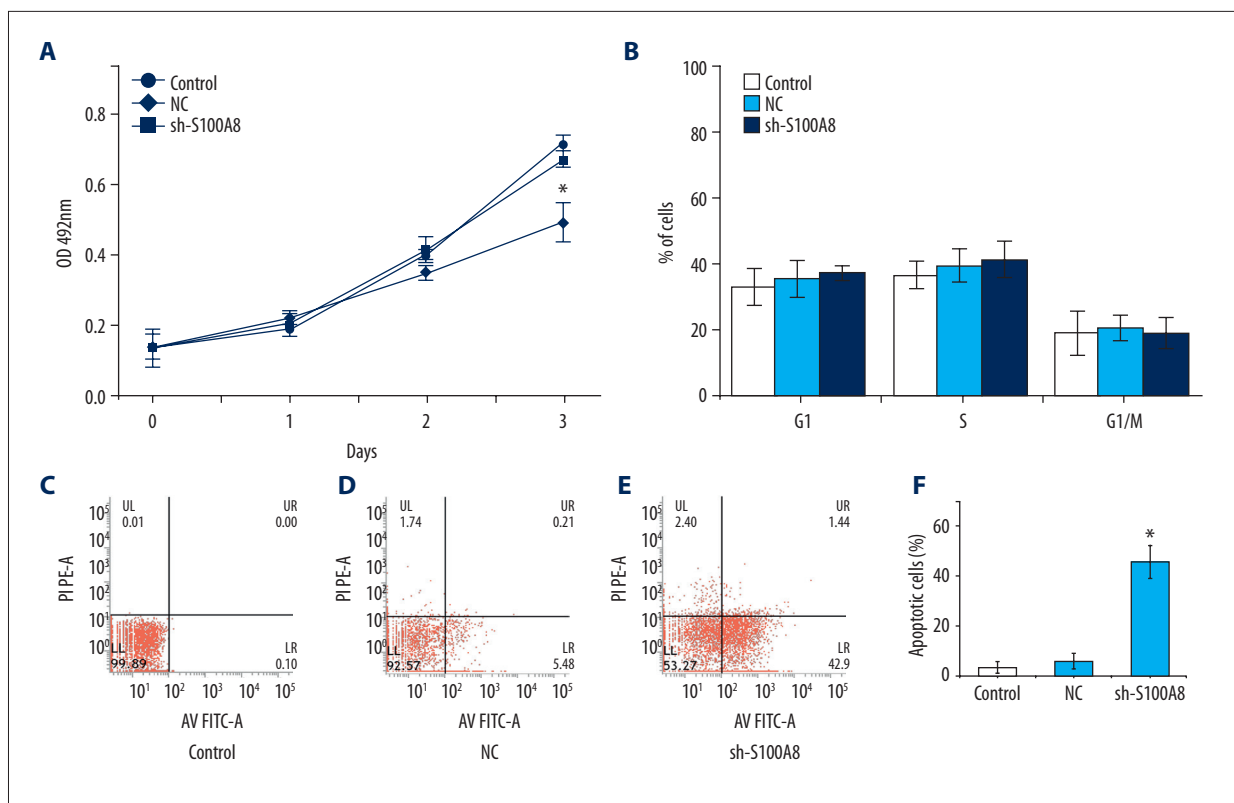 A
Control
NC
sh-S100A8
OD 492nm
0.8
0.6
0.4
0.2
0.0
0 1 2 3
Days
*
B
Control
NC
sh-S100A8
% of cells
100
80
60
40
20
0
G1 S G1/M
C
UL
0.01
UR
0.00
PI PE-A
10⁵
10⁴
10³
10²
10¹
10⁰
LL
99.89
LR
0.10
10¹ 10² 10³ 10⁴ 10⁵
AV FITC-A
Control
D
UL
1.74
UR
0.21
PI PE-A
10⁵
10⁴
10³
10²
10¹
10⁰
LL
92.57
LR
5.48
10¹ 10² 10³ 10⁴ 10⁵
AV FITC-A
NC
E
UL
2.40
UR
1.44
PI PE-A
10⁵
10⁴
10³
10²
10¹
10⁰
LL
53.27
LR
42.9
10¹ 10² 10³ 10⁴ 10⁵
AV FITC-A
sh-S100A8
F
Apoptotic cells (%)
60
40
20
0
*
Control NC sh-S100A8